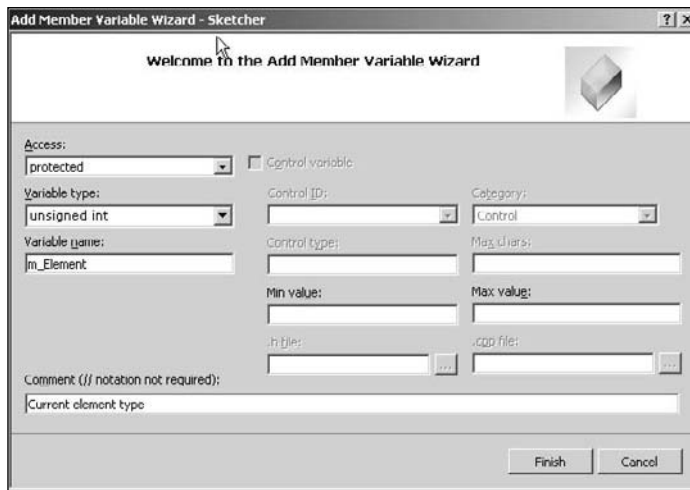 Add Member Variable Wizard - Sketcher
Welcome to the Add Member Variable Wizard
Access:
protected
Control variable
Variable type:
unsigned int
Control ID:
Category:
Control
Variable name:
m_Element
Control type:
Max chars:
Min value:
Max value:
.h file:
...
.cpp file:
...
Comment (// notation not required):
Current element type
Finish
Cancel